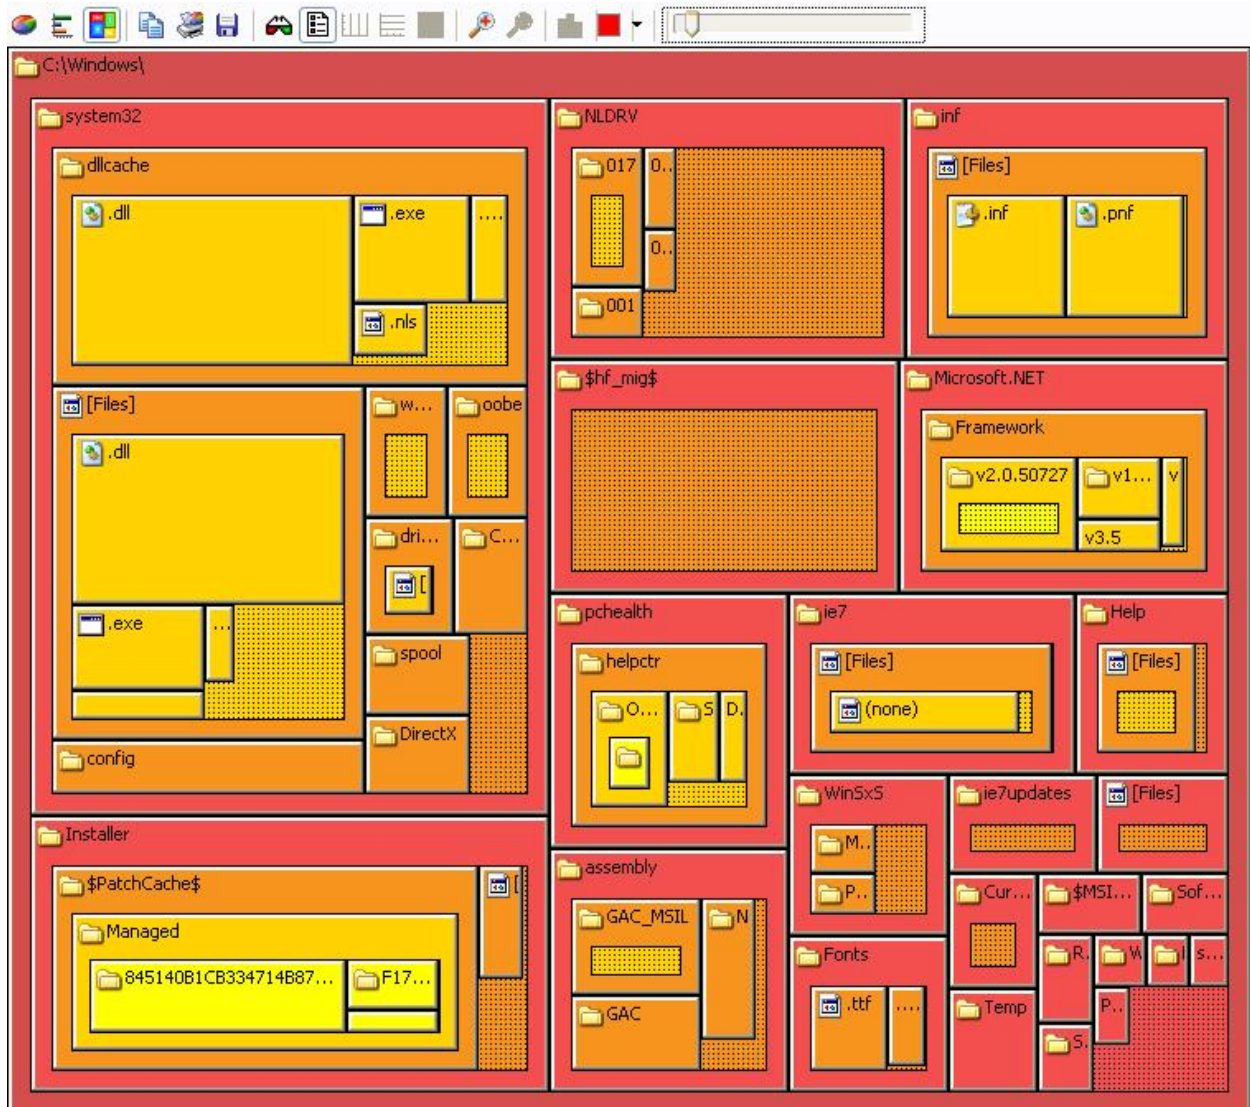 C:\Windows\
system32
dllcache
.dll
.exe
....
.nls
[Files]
.dll
.exe
...
w...
oobe
dri...
C...
[
spool
DirectX
config
Installer
$PatchCache$
[
Managed
845140B1CB334714B87...
F17...
NLDRV
017
0..
0..
001
inf
[Files]
.inf
.pnf
$hf_mig$
Microsoft.NET
Framework
v2.0.50727
v1...
v
v3.5
pchealth
helpctr
O...
S
D.
ie7
[Files]
(none)
Help
[Files]
assembly
GAC_MSIL
N
GAC
WinSxS
M..
P..
ie7updates
[Files]
Fonts
.ttf
....
Cur...
$MSI...
Sof...
R.
W
i
s...
Temp
P..
S.